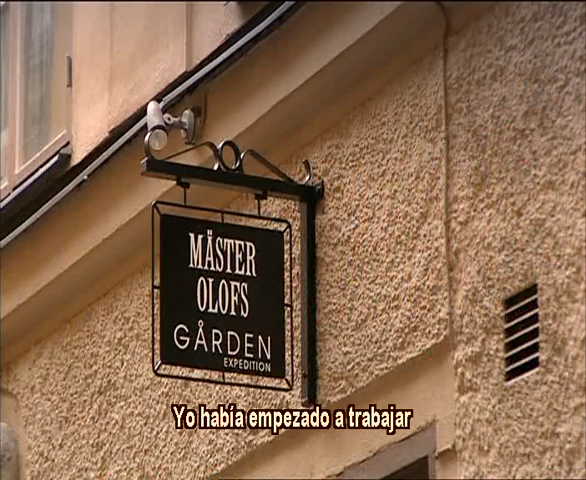 MÄSTER
OLOFS
GÅRDEN
EXPEDITION
Yo había empezado a trabajar